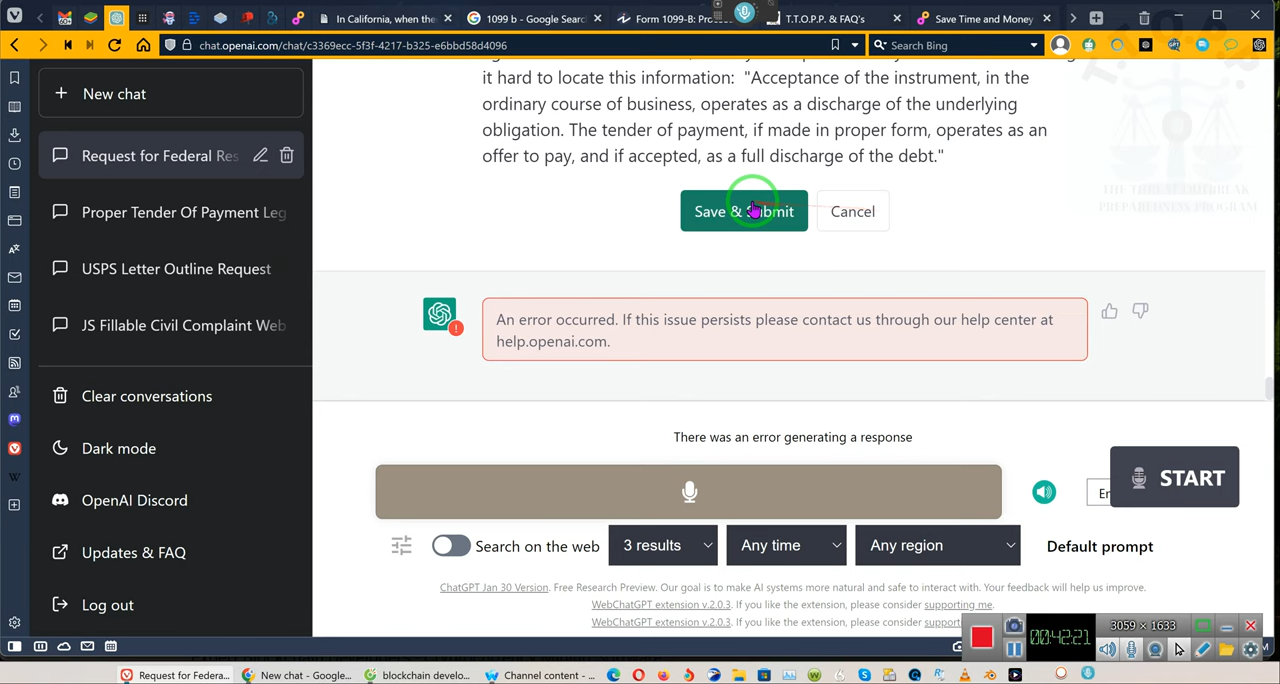 In California, when the
1099 b - Google Searc
Form 1099-B: Pro
T.T.O.P.P. & FAQ's
Save Time and Money
chat.openai.com/chat/c3369ecc-5f3f-4217-b325-e6bbd58d4096
Search Bing
New chat
Request for Federal Res
Proper Tender Of Payment Leg
USPS Letter Outline Request
JS Fillable Civil Complaint Web
Clear conversations
Dark mode
OpenAI Discord
Updates & FAQ
Log out
it hard to locate this information: "Acceptance of the instrument, in the
ordinary course of business, operates as a discharge of the underlying
obligation. The tender of payment, if made in proper form, operates as an
offer to pay, and if accepted, as a full discharge of the debt."
Save & Submit
Cancel
THE THREAT OUTBREAK
PREPAREDNESS PROGRAM
An error occurred. If this issue persists please contact us through our help center at
help.openai.com.
There was an error generating a response
START
Search on the web
3 results
Any time
Any region
Default prompt
ChatGPT Jan 30 Version. Free Research Preview. Our goal is to make AI systems more natural and safe to interact with. Your feedback will help us improve.
WebChatGPT extension v.2.0.3. If you like the extension, please consider supporting me.
WebChatGPT extension v.2.0.3. If you like the extension, please consider
3059 × 1633
00:42:21
Request for Federa...
New chat - Google...
blockchain develo...
Channel content - ...